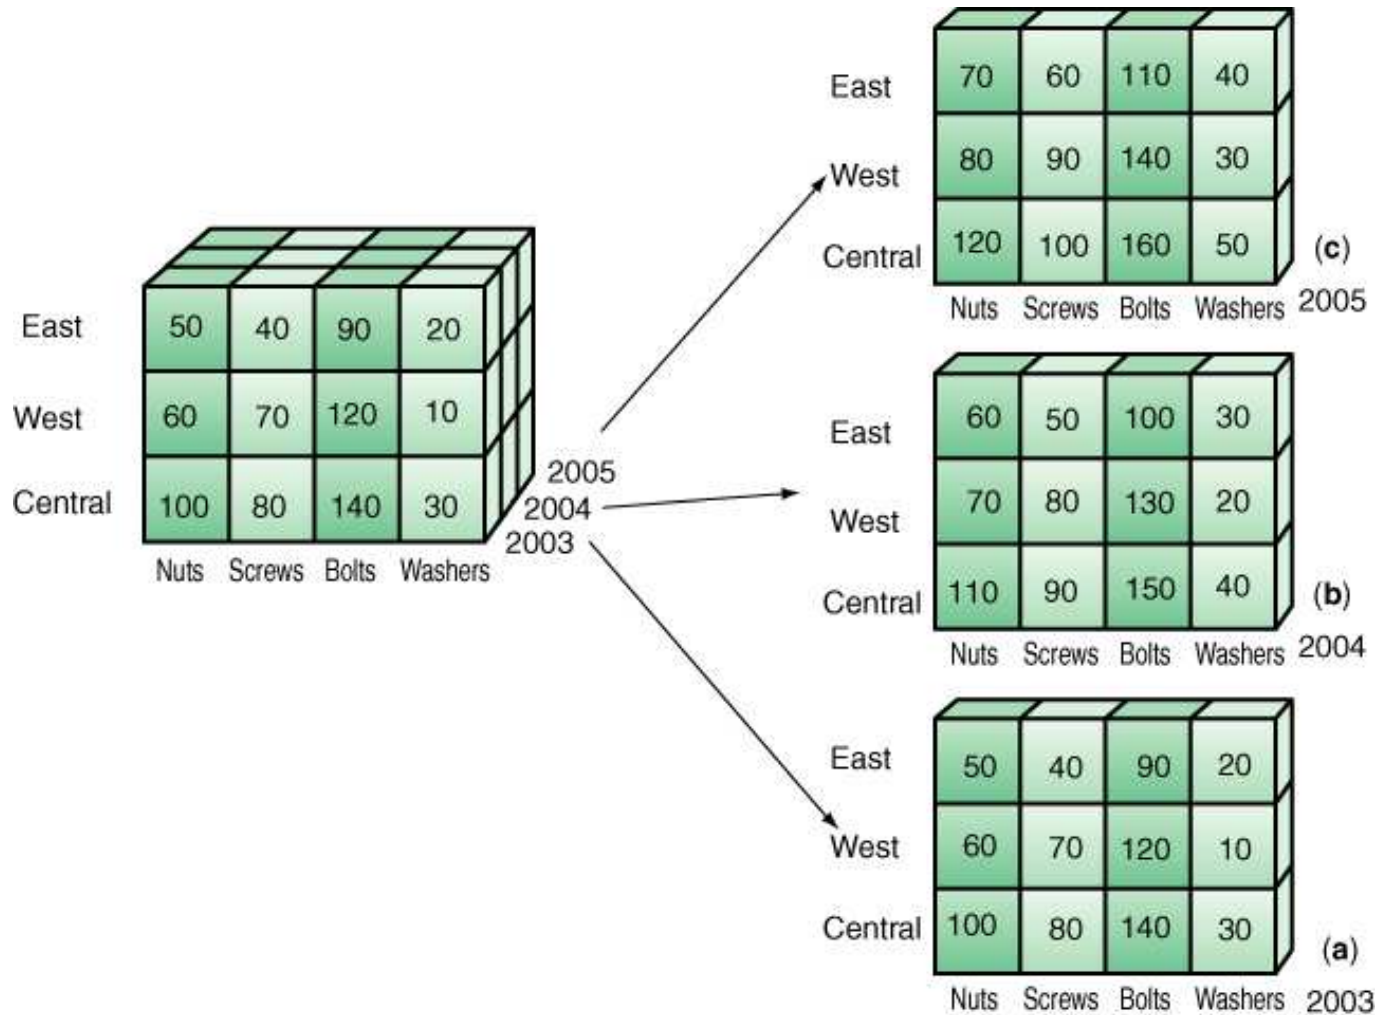 East 50 40 90 20
West 60 70 120 10
Central 100 80 140 30
Nuts Screws Bolts Washers
2005
2004
2003
East 70 60 110 40
West 80 90 140 30
Central 120 100 160 50
Nuts Screws Bolts Washers
(c)
2005
East 60 50 100 30
West 70 80 130 20
Central 110 90 150 40
Nuts Screws Bolts Washers
(b)
2004
East 50 40 90 20
West 60 70 120 10
Central 100 80 140 30
Nuts Screws Bolts Washers
(a)
2003